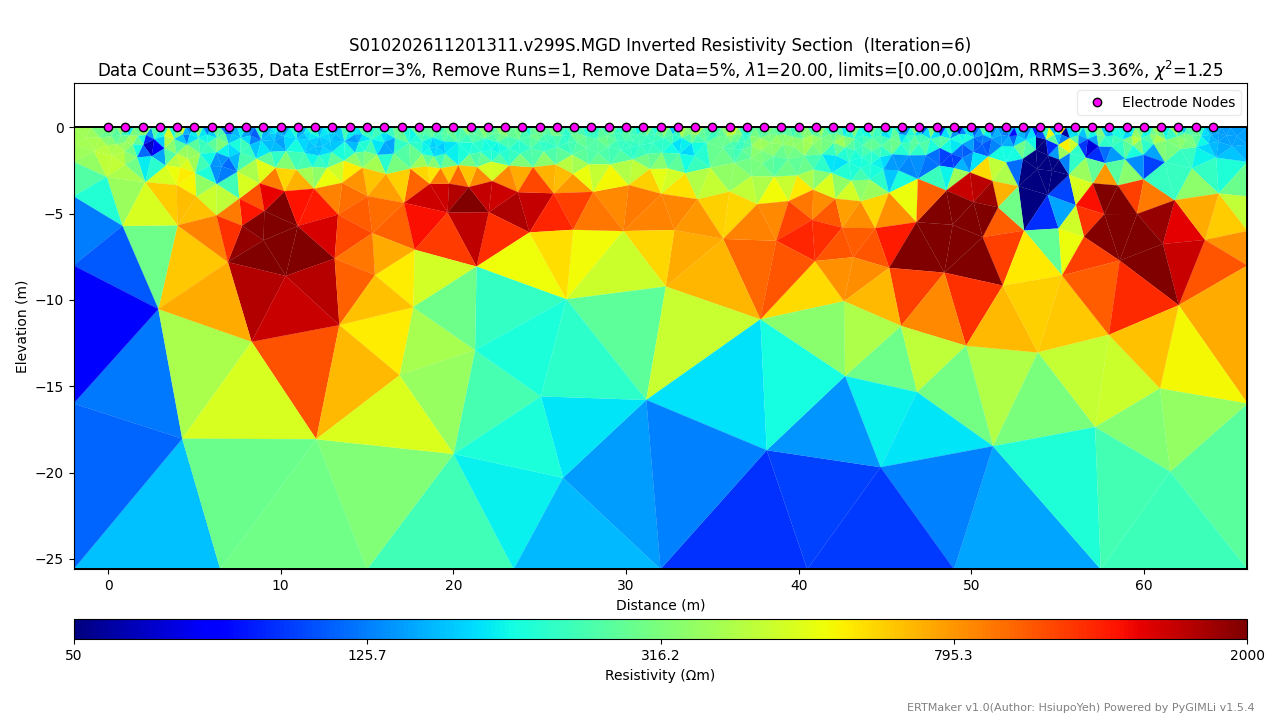 S010202611201311.v299S.MGD Inverted Resistivity Section  (Iteration=6)
Data Count=53635, Data EstError=3%, Remove Runs=1, Remove Data=5%, λ1=20.00, limits=[0.00,0.00]Ωm, RRMS=3.36%, χ²=1.25
Electrode Nodes
0
−5
−10
−15
−20
−25
Elevation (m)
0 10 20 30 40 50 60
Distance (m)
50 125.7 316.2 795.3 2000
Resistivity (Ωm)
ERTMaker v1.0(Author: HsiupoYeh) Powered by PyGIMLi v1.5.4